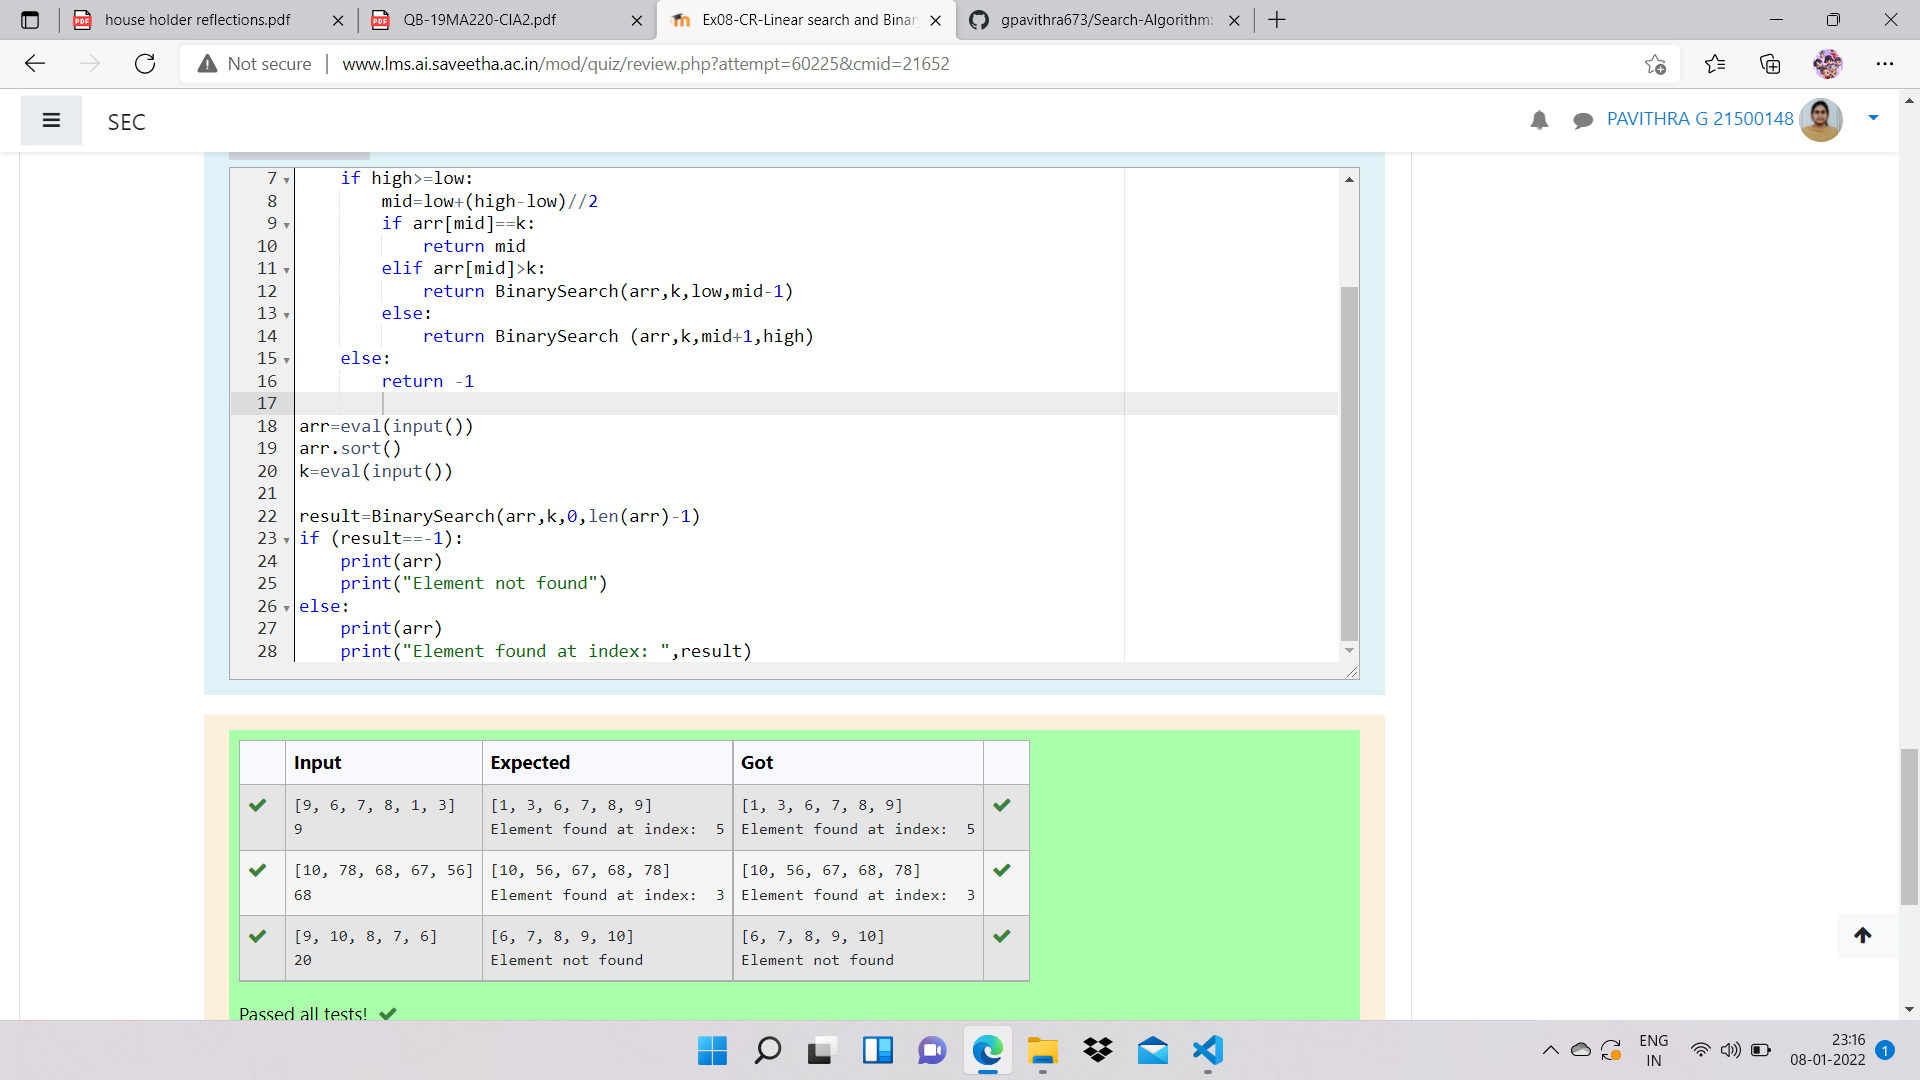 house holder reflections.pdf
QB-19MA220-CIA2.pdf
Ex08-CR-Linear search and Binar
gpavithra673/Search-Algorithm:
Not secure
www.lms.ai.saveetha.ac.in/mod/quiz/review.php?attempt=60225&cmid=21652
SEC
PAVITHRA G 21500148
7 if high>=low:
8 mid=low+(high-low)//2
9 if arr[mid]==k:
10 return mid
11 elif arr[mid]>k:
12 return BinarySearch(arr,k,low,mid-1)
13 else:
14 return BinarySearch (arr,k,mid+1,high)
15 else:
16 return -1
17
18 arr=eval(input())
19 arr.sort()
20 k=eval(input())
21
22 result=BinarySearch(arr,k,0,len(arr)-1)
23 if (result==-1):
24 print(arr)
25 print("Element not found")
26 else:
27 print(arr)
28 print("Element found at index: ",result)
Input Expected Got
[9, 6, 7, 8, 1, 3] [1, 3, 6, 7, 8, 9] [1, 3, 6, 7, 8, 9]
9 Element found at index:  5 Element found at index:  5
[10, 78, 68, 67, 56] [10, 56, 67, 68, 78] [10, 56, 67, 68, 78]
68 Element found at index:  3 Element found at index:  3
[9, 10, 8, 7, 6] [6, 7, 8, 9, 10] [6, 7, 8, 9, 10]
20 Element not found Element not found
Passed all tests!
ENG
IN
23:16
08-01-2022
1